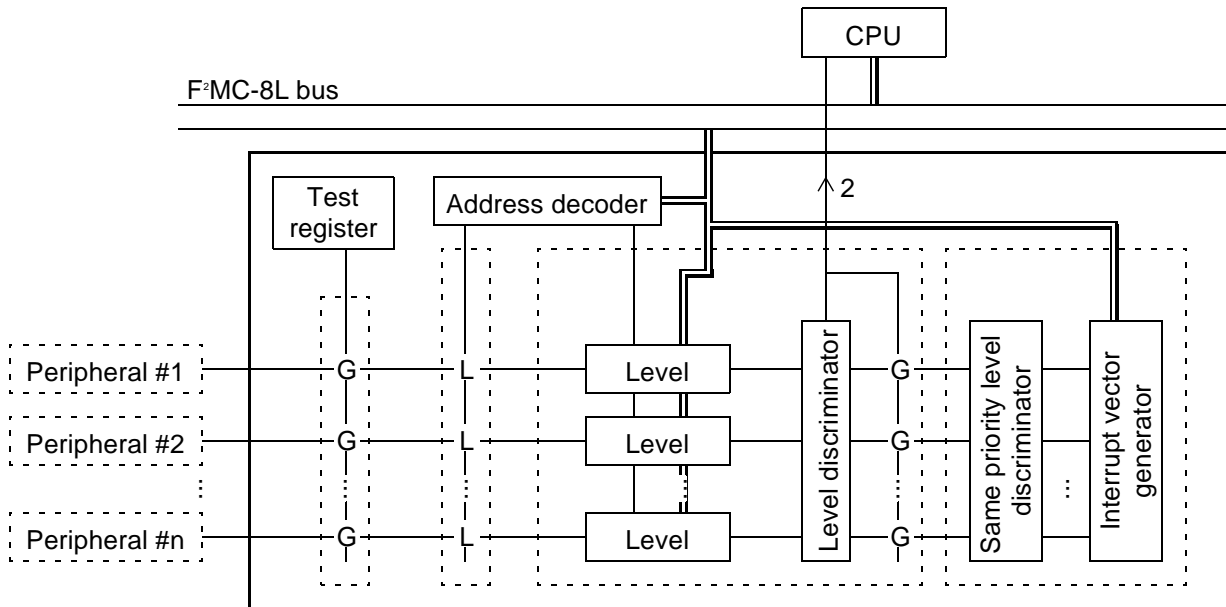 CPU
F²MC-8L bus
2
Test
register
Address decoder
Peripheral #1
G
L
Level
G
Peripheral #2
G
L
Level
G
Peripheral #n
G
L
Level
G
Level discriminator
Same priority level
discriminator
Interrupt vector
generator